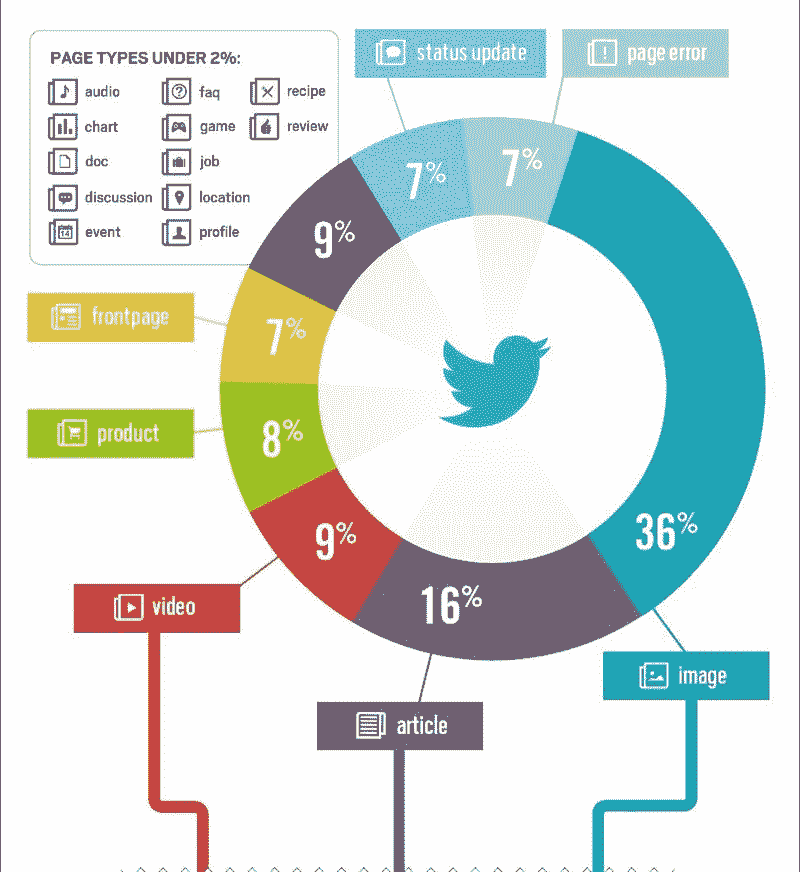 PAGE TYPES UNDER 2%:
audio
faq
recipe
chart
game
review
doc
job
discussion
location
event
14
profile
status update
page error
7%
7%
9%
frontpage
7%
product
8%
9%
36%
16%
video
image
article